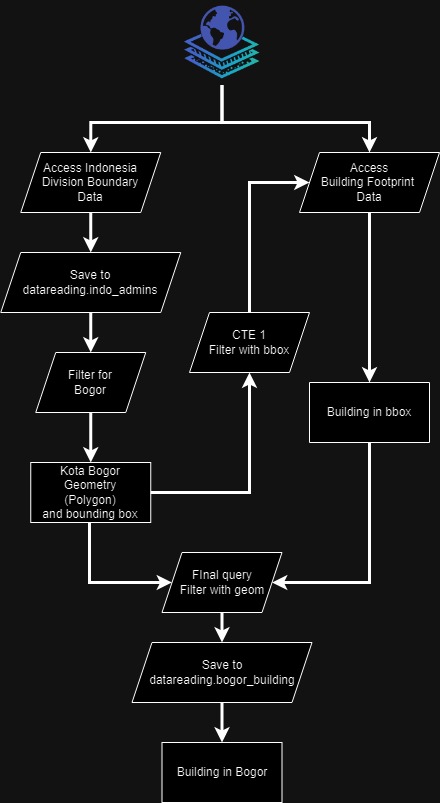 Access Indonesia
Division Boundary
Data
Access
Building Footprint
Data
Save to
datareading.indo_admins
CTE 1
Filter with bbox
Filter for
Bogor
Building in bbox
Kota Bogor
Geometry
(Polygon)
and bounding box
FInal query
Filter with geom
Save to
datareading.bogor_building
Building in Bogor